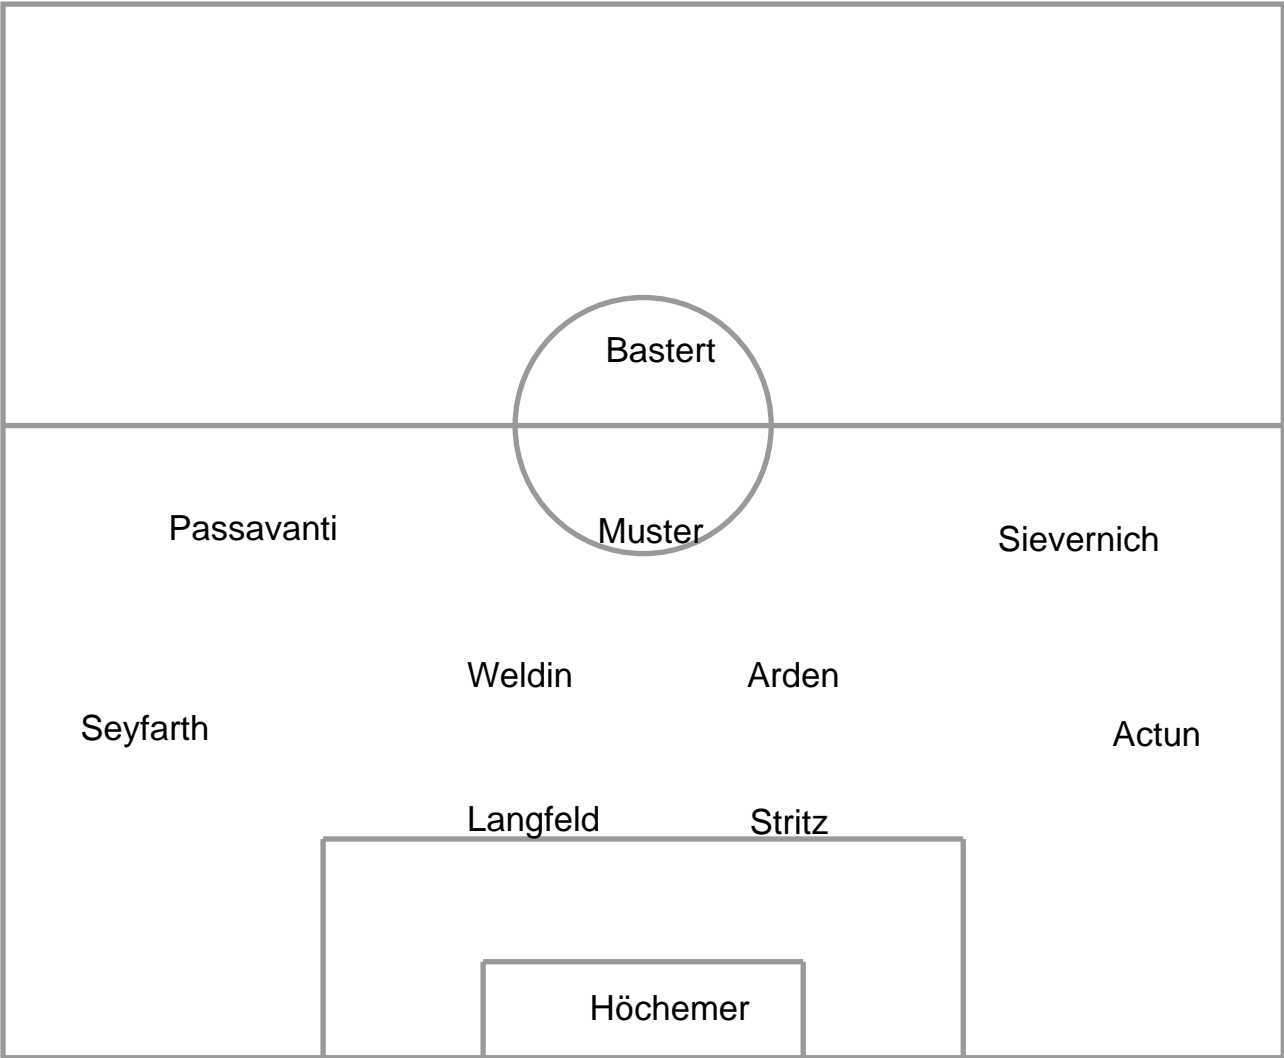 Bastert
Passavanti
Muster
Sievernich
Weldin
Arden
Seyfarth
Actun
Langfeld
Stritz
Höchemer